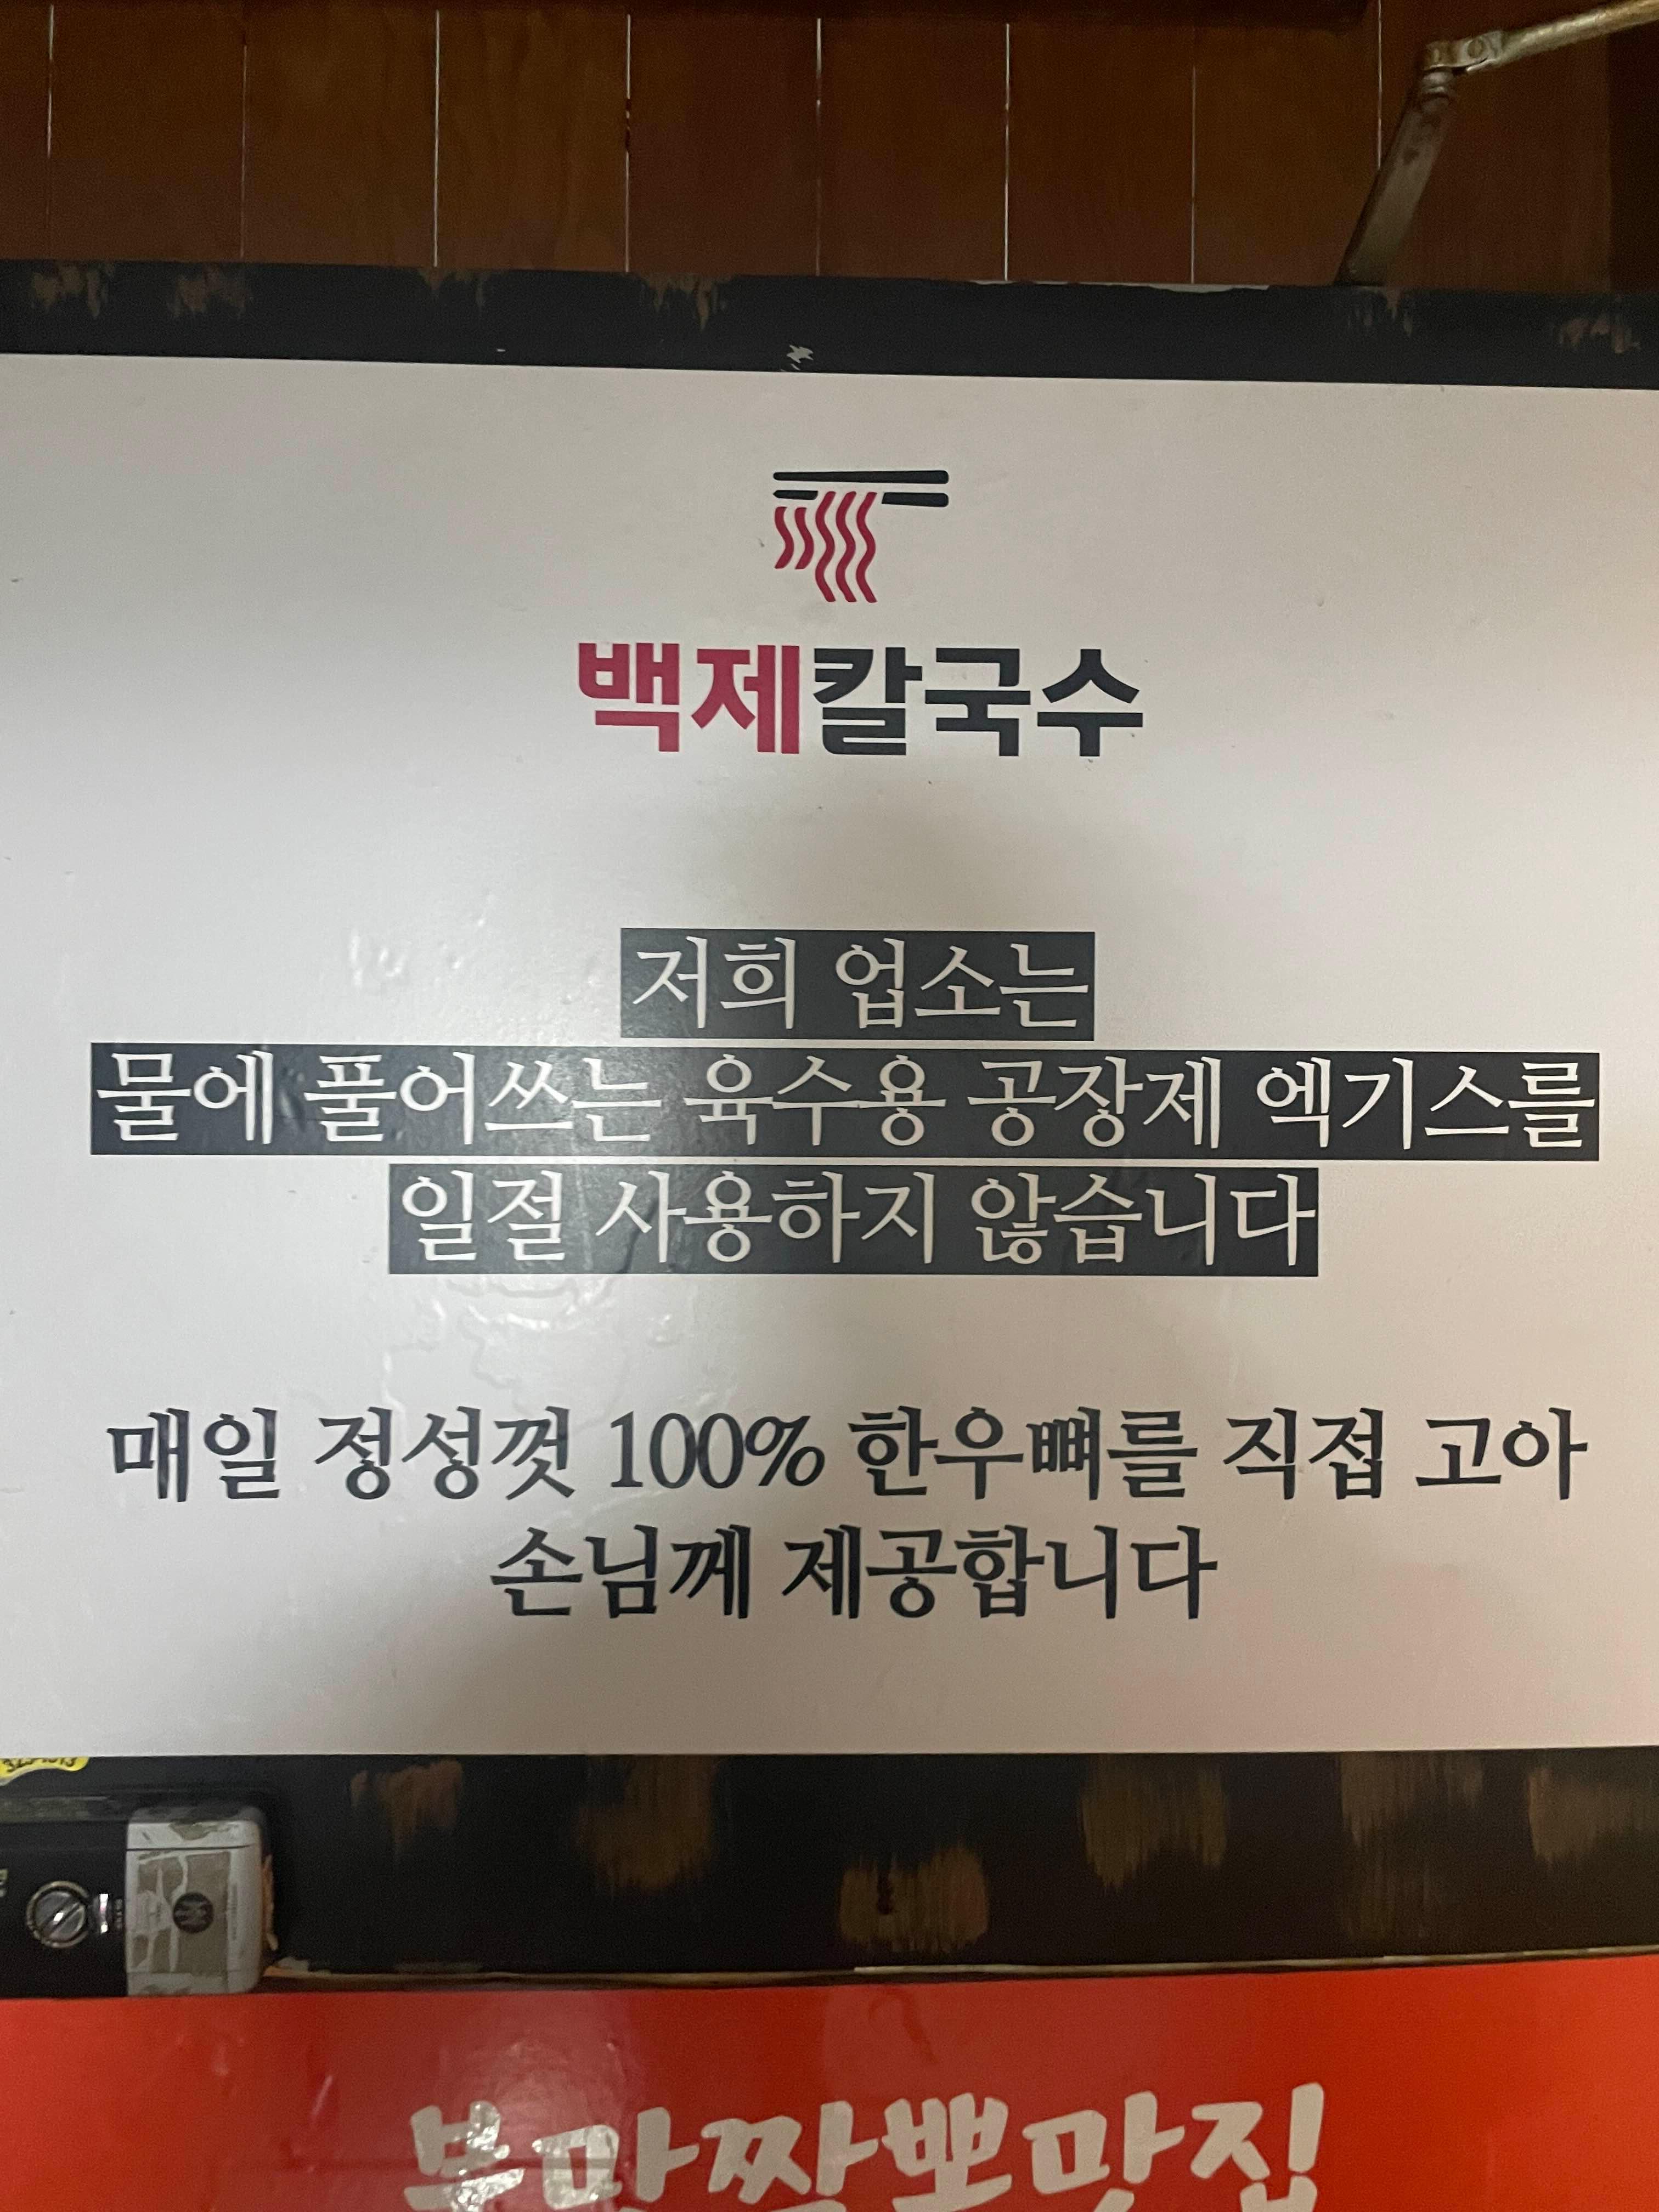 백제칼국수
저희 업소는
물에 풀어쓰는 육수용 공장제 엑기스를
일절 사용하지 않습니다
매일 정성껏 100% 한우뼈를 직접 고아
손님께 제공합니다